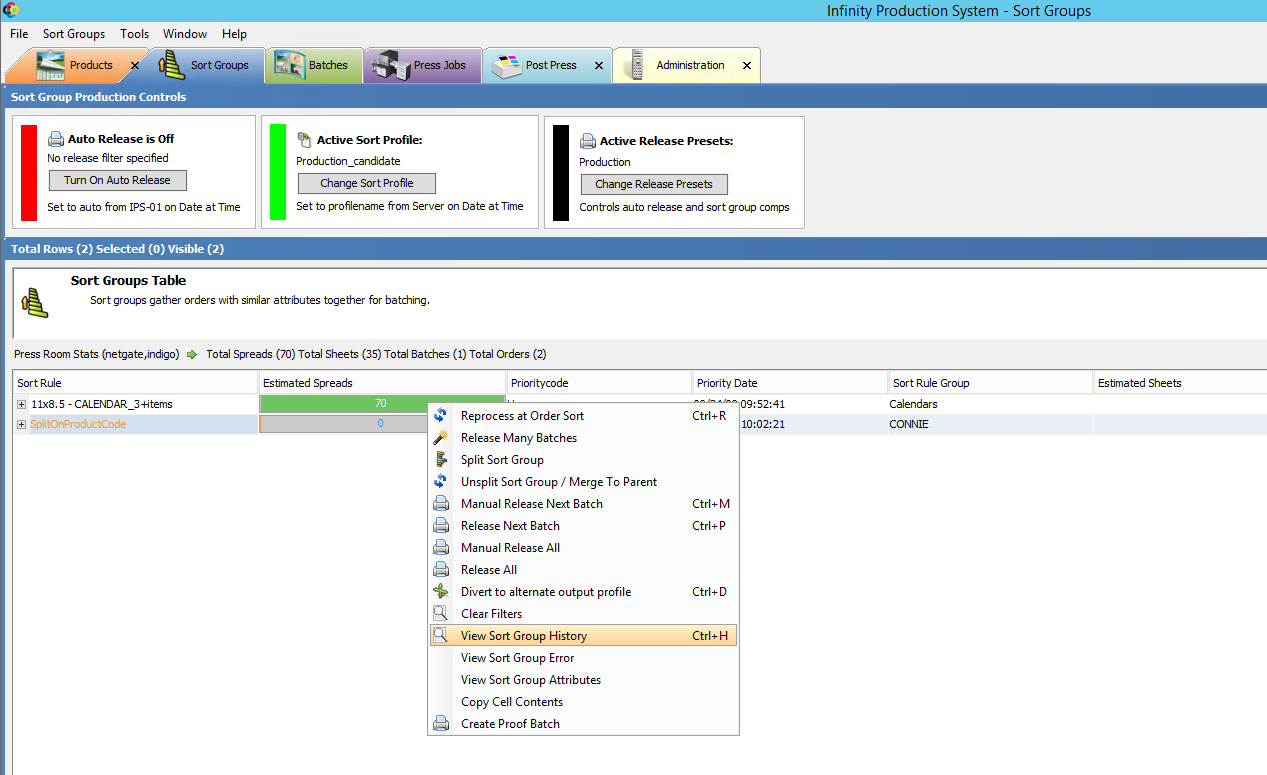 Infinity Production System - Sort Groups
File Sort Groups Tools Window Help
Products Sort Groups Batches Press Jobs Post Press Administration
Sort Group Production Controls
Auto Release is Off
No release filter specified
Turn On Auto Release
Set to auto from IPS-01 on Date at Time
Active Sort Profile:
Production_candidate
Change Sort Profile
Set to profilename from Server on Date at Time
Active Release Presets:
Production
Change Release Presets
Controls auto release and sort group comps
Total Rows (2) Selected (0) Visible (2)
Sort Groups Table
Sort groups gather orders with similar attributes together for batching.
Press Room Stats (netgate,indigo) Total Spreads (70) Total Sheets (35) Total Batches (1) Total Orders (2)
Sort Rule Estimated Spreads Prioritycode Priority Date Sort Rule Group Estimated Sheets
11x8.5 - CALENDAR_3+items 70 09:52:41 Calendars
SplitOnProductCode 0 10:02:21 CONNIE
Reprocess at Order Sort Ctrl+R
Release Many Batches
Split Sort Group
Unsplit Sort Group / Merge To Parent
Manual Release Next Batch Ctrl+M
Release Next Batch Ctrl+P
Manual Release All
Release All
Divert to alternate output profile Ctrl+D
Clear Filters
View Sort Group History Ctrl+H
View Sort Group Error
View Sort Group Attributes
Copy Cell Contents
Create Proof Batch